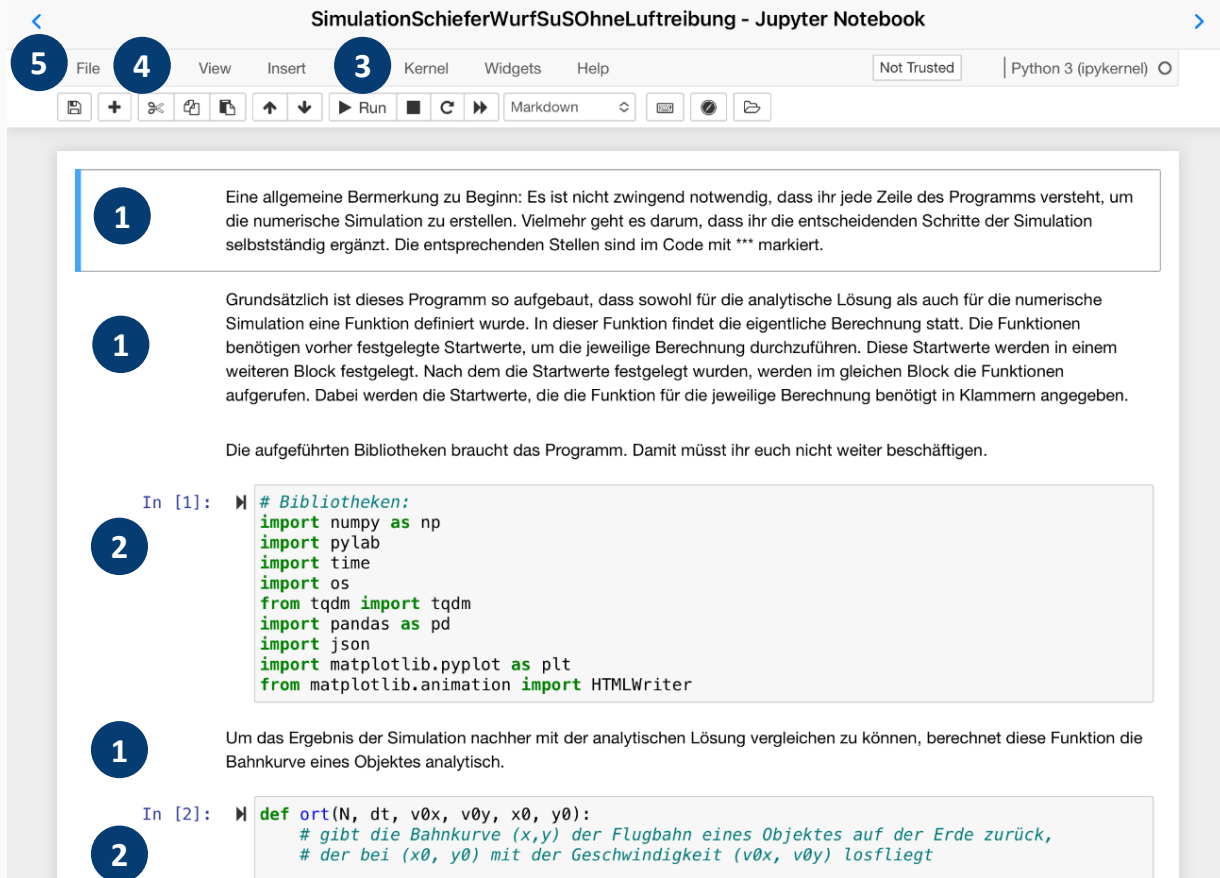 SimulationSchieferWurfSuSOhneLuftreibung - Jupyter Notebook
5 File 4 View Insert 3 Kernel Widgets Help Not Trusted Python 3 (ipykernel)
Run Markdown
1
Eine allgemeine Bermerkung zu Beginn: Es ist nicht zwingend notwendig, dass ihr jede Zeile des Programms versteht, um
die numerische Simulation zu erstellen. Vielmehr geht es darum, dass ihr die entscheidenden Schritte der Simulation
selbstständig ergänzt. Die entsprechenden Stellen sind im Code mit *** markiert.
1
Grundsätzlich ist dieses Programm so aufgebaut, dass sowohl für die analytische Lösung als auch für die numerische
Simulation eine Funktion definiert wurde. In dieser Funktion findet die eigentliche Berechnung statt. Die Funktionen
benötigen vorher festgelegte Startwerte, um die jeweilige Berechnung durchzuführen. Diese Startwerte werden in einem
weiteren Block festgelegt. Nach dem die Startwerte festgelegt wurden, werden im gleichen Block die Funktionen
aufgerufen. Dabei werden die Startwerte, die die Funktion für die jeweilige Berechnung benötigt in Klammern angegeben.
Die aufgeführten Bibliotheken braucht das Programm. Damit müsst ihr euch nicht weiter beschäftigen.
In [1]:
2
# Bibliotheken:
import numpy as np
import pylab
import time
import os
from tqdm import tqdm
import pandas as pd
import json
import matplotlib.pyplot as plt
from matplotlib.animation import HTMLWriter
1
Um das Ergebnis der Simulation nachher mit der analytischen Lösung vergleichen zu können, berechnet diese Funktion die
Bahnkurve eines Objektes analytisch.
In [2]:
2
def ort(N, dt, v0x, v0y, x0, y0):
    # gibt die Bahnkurve (x,y) der Flugbahn eines Objektes auf der Erde zurück,
    # der bei (x0, y0) mit der Geschwindigkeit (v0x, v0y) losfliegt